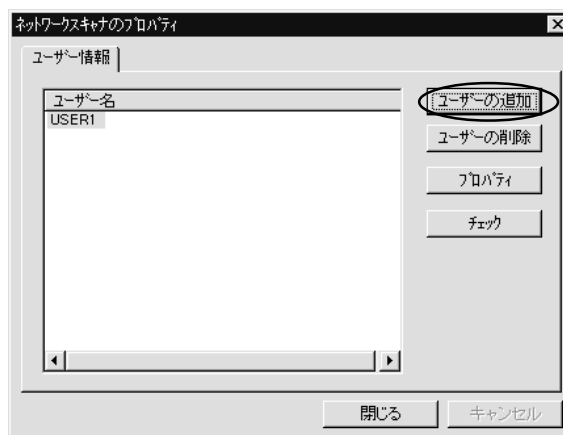 ネットワークスキャナのプロパティ
ユーザー情報
ユーザー名
USER1
ユーザーの追加
ユーザーの削除
プロパティ
チェック
閉じる
キャンセル